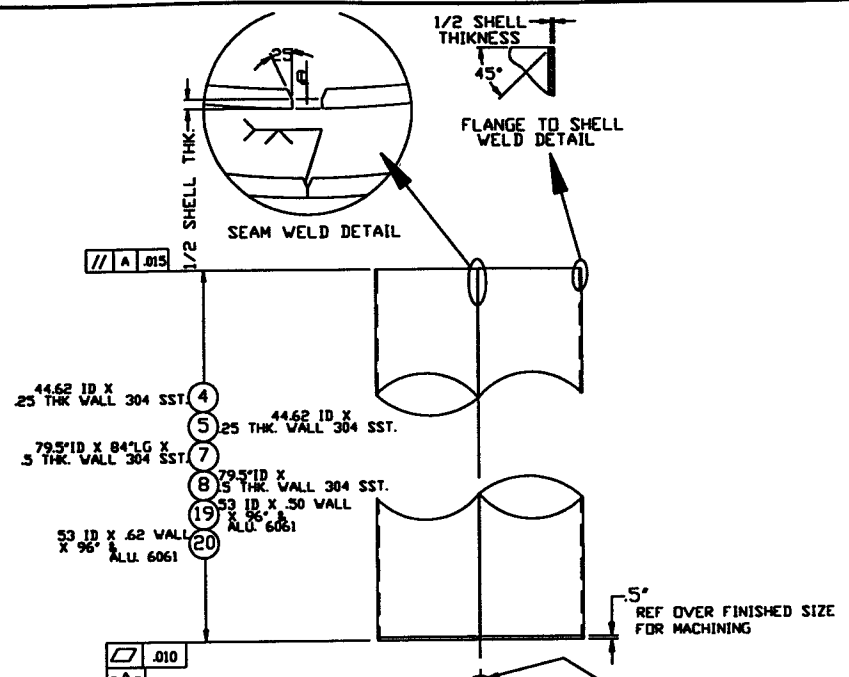 1/2 SHELL
THIKNESS
45°
FLANGE TO SHELL
WELD DETAIL
25
1/2 SHELL THK.
SEAM WELD DETAIL
// A .015
44.62 ID X
.25 THK WALL 304 SST.
4
5
44.62 ID X
.25 THK. WALL 304 SST.
79.5"ID X 84"LG X
.5 THK. WALL 304 SST.
7
8
79.5"ID X
.5 THK. WALL 304 SST.
19
53 ID X .50 WALL
X 96" &
ALU. 6061
53 ID X .62 WALL
X 96" &
ALU. 6061
20
.5"
REF OVER FINISHED SIZE
FOR MACHINING
.010